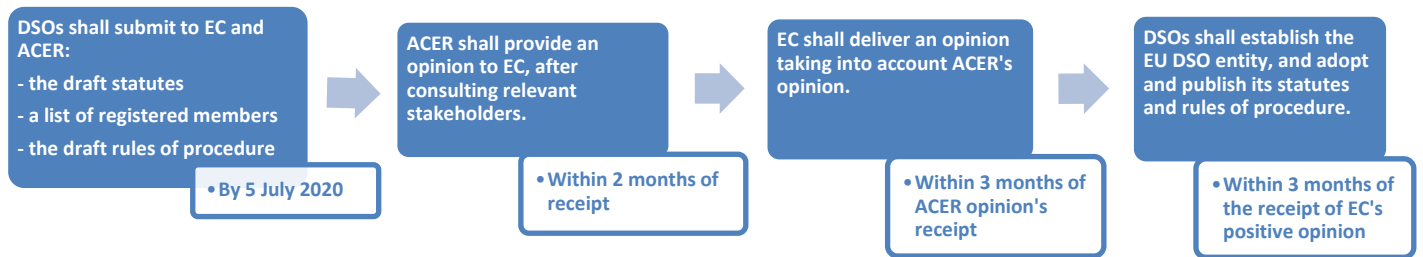 DSOs shall submit to EC and
ACER:
- the draft statutes
- a list of registered members
- the draft rules of procedure
•By 5 July 2020
ACER shall provide an
opinion to EC, after
consulting relevant
stakeholders.
•Within 2 months of
receipt
EC shall deliver an opinion
taking into account ACER's
opinion.
•Within 3 months of
ACER opinion's
receipt
DSOs shall establish the
EU DSO entity, and adopt
and publish its statutes
and rules of procedure.
•Within 3 months of
the receipt of EC's
positive opinion